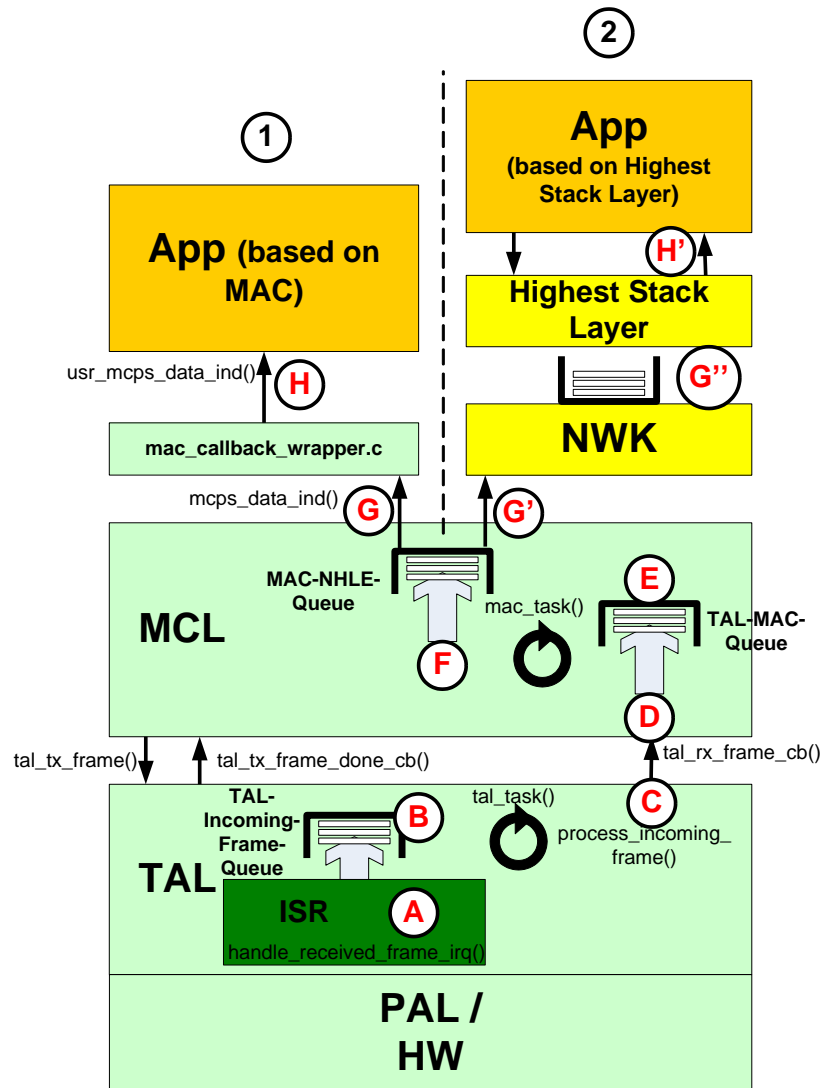 2
1
App
(based on Highest
Stack Layer)
App (based on
MAC)
H'
Highest Stack
Layer
usr_mcps_data_ind()
H
G''
mac_callback_wrapper.c
NWK
mcps_data_ind()
G
G'
MAC-NHLE-
Queue
mac_task()
E
TAL-MAC-
Queue
MCL
F
D
tal_tx_frame()
tal_tx_frame_done_cb()
tal_rx_frame_cb()
TAL-
Incoming-
Frame-
Queue
B
tal_task()
C
process_incoming_
frame()
TAL
ISR
A
handle_received_frame_irq()
PAL /
HW